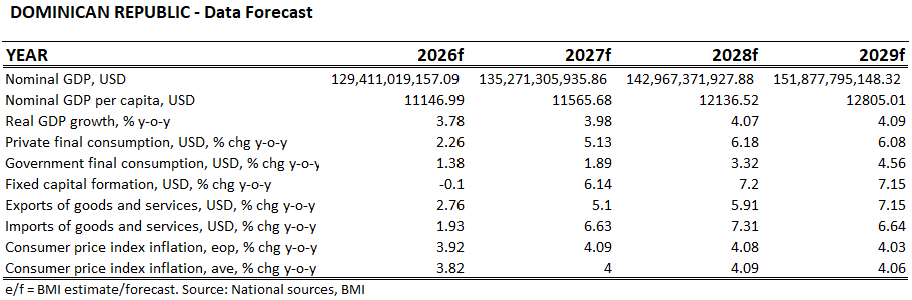 DOMINICAN REPUBLIC - Data Forecast
YEAR 2026f 2027f 2028f 2029f
Nominal GDP, USD 129,411,019,157.09 135,271,305,935.86 142,967,371,927.88 151,877,795,148.32
Nominal GDP per capita, USD 11146.99 11565.68 12136.52 12805.01
Real GDP growth, % y-o-y 3.78 3.98 4.07 4.09
Private final consumption, USD, % chg y-o-y 2.26 5.13 6.18 6.08
Government final consumption, USD, % chg y-o-y 1.38 1.89 3.32 4.56
Fixed capital formation, USD, % chg y-o-y -0.1 6.14 7.2 7.15
Exports of goods and services, USD, % chg y-o-y 2.76 5.1 5.91 7.15
Imports of goods and services, USD, % chg y-o-y 1.93 6.63 7.31 6.64
Consumer price index inflation, eop, % chg y-o-y 3.92 4.09 4.08 4.03
Consumer price index inflation, ave, % chg y-o-y 3.82 4 4.09 4.06
e/f = BMI estimate/forecast. Source: National sources, BMI